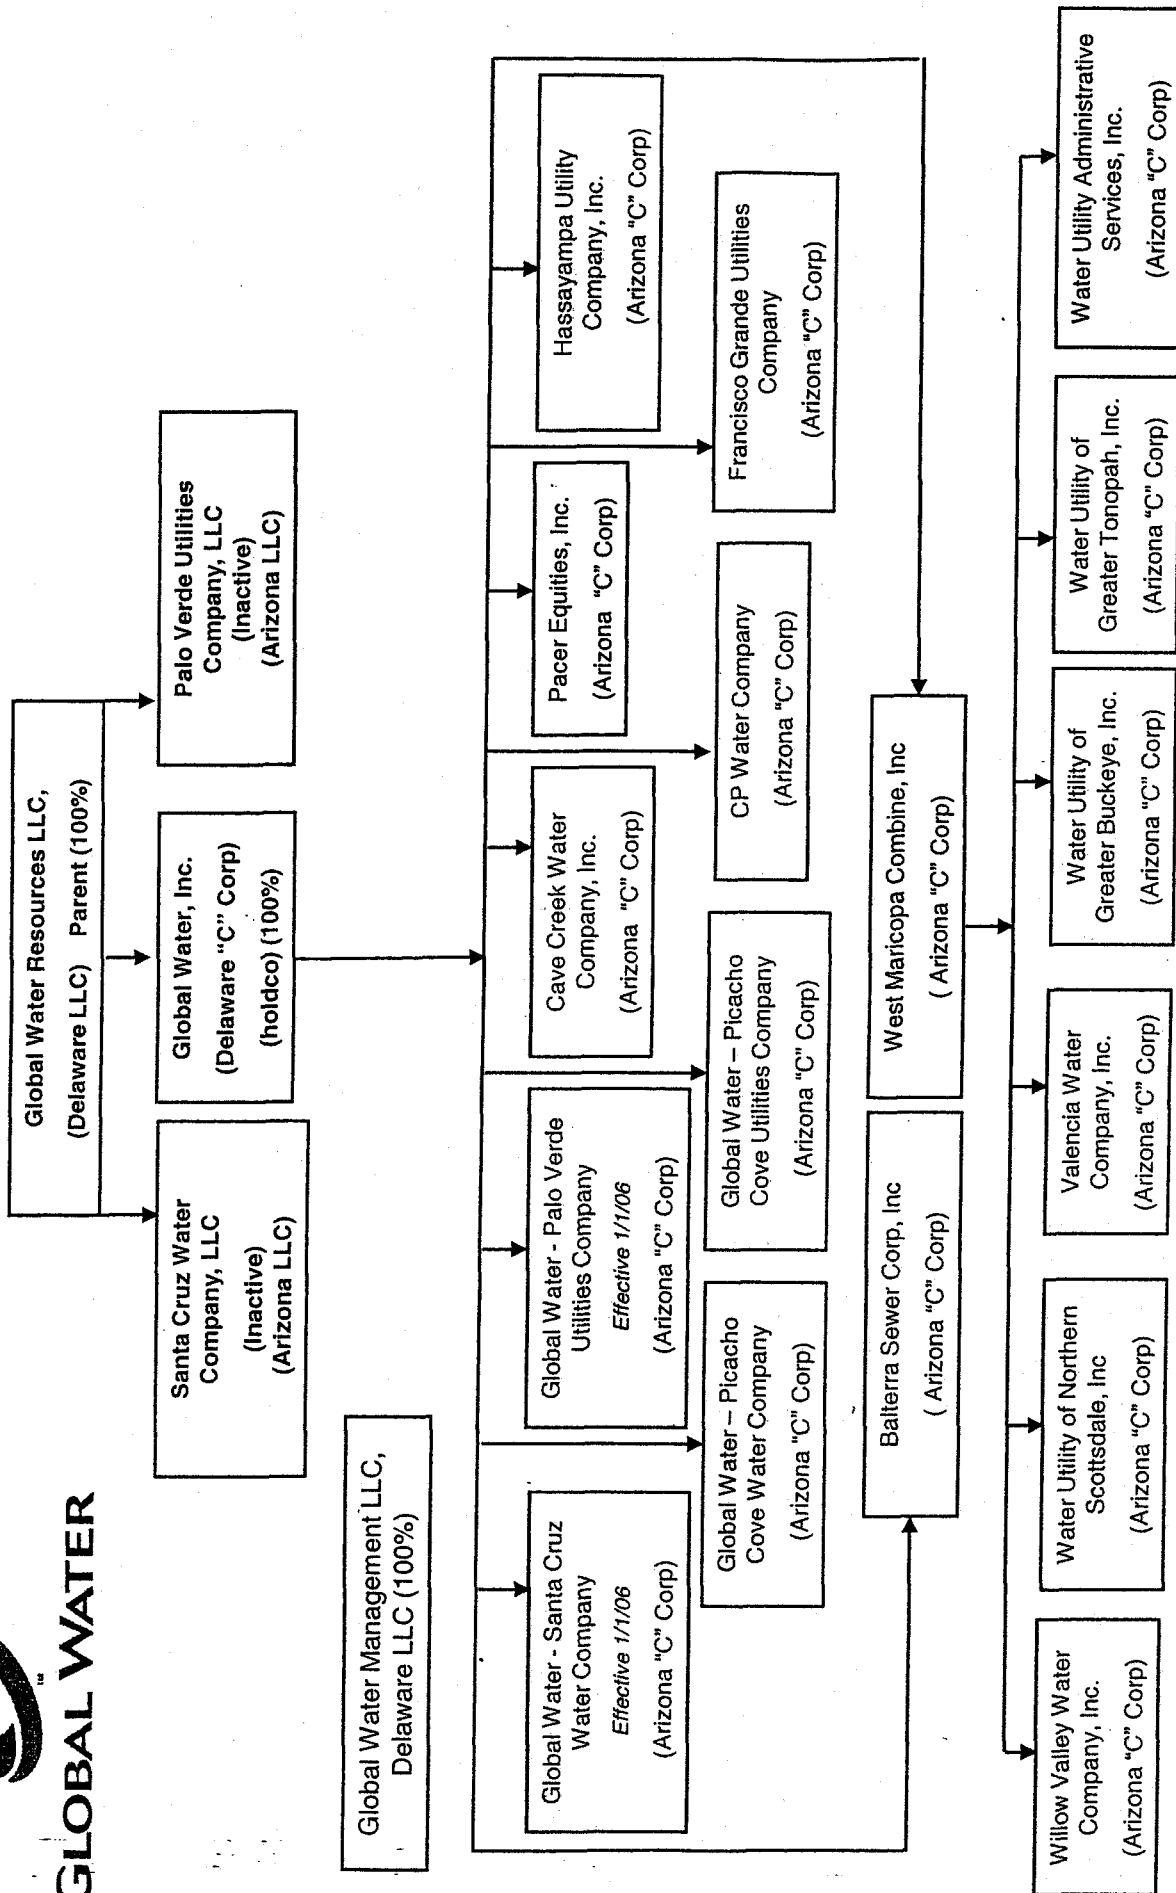 GLOBAL WATER
™
Global Water Resources LLC,
(Delaware LLC) Parent (100%)
Santa Cruz Water
Company, LLC
(Inactive)
(Arizona LLC)
Global Water, Inc.
(Delaware “C” Corp)
(holdco) (100%)
Palo Verde Utilities
Company, LLC
(Inactive)
(Arizona LLC)
Global Water Management LLC,
Delaware LLC (100%)
Global Water - Santa Cruz
Water Company
Effective 1/1/06
(Arizona “C” Corp)
Global Water - Palo Verde
Utilities Company
Effective 1/1/06
(Arizona “C” Corp)
Cave Creek Water
Company, Inc.
(Arizona “C” Corp)
Pacer Equities, Inc.
(Arizona “C” Corp)
Hassayampa Utility
Company, Inc.
(Arizona “C” Corp)
Global Water – Picacho
Cove Water Company
(Arizona “C” Corp)
Global Water – Picacho
Cove Utilities Company
(Arizona “C” Corp)
CP Water Company
(Arizona “C” Corp)
Francisco Grande Utilities
Company
(Arizona “C” Corp)
Balterra Sewer Corp, Inc
( Arizona “C” Corp)
West Maricopa Combine, Inc
( Arizona “C” Corp)
Willow Valley Water
Company, Inc.
(Arizona “C” Corp)
Water Utility of Northern
Scottsdale, Inc
(Arizona “C” Corp)
Valencia Water
Company, Inc.
(Arizona “C” Corp)
Water Utility of
Greater Buckeye, Inc.
(Arizona “C” Corp)
Water Utility of
Greater Tonopah, Inc.
(Arizona “C” Corp)
Water Utility Administrative
Services, Inc.
(Arizona “C” Corp)